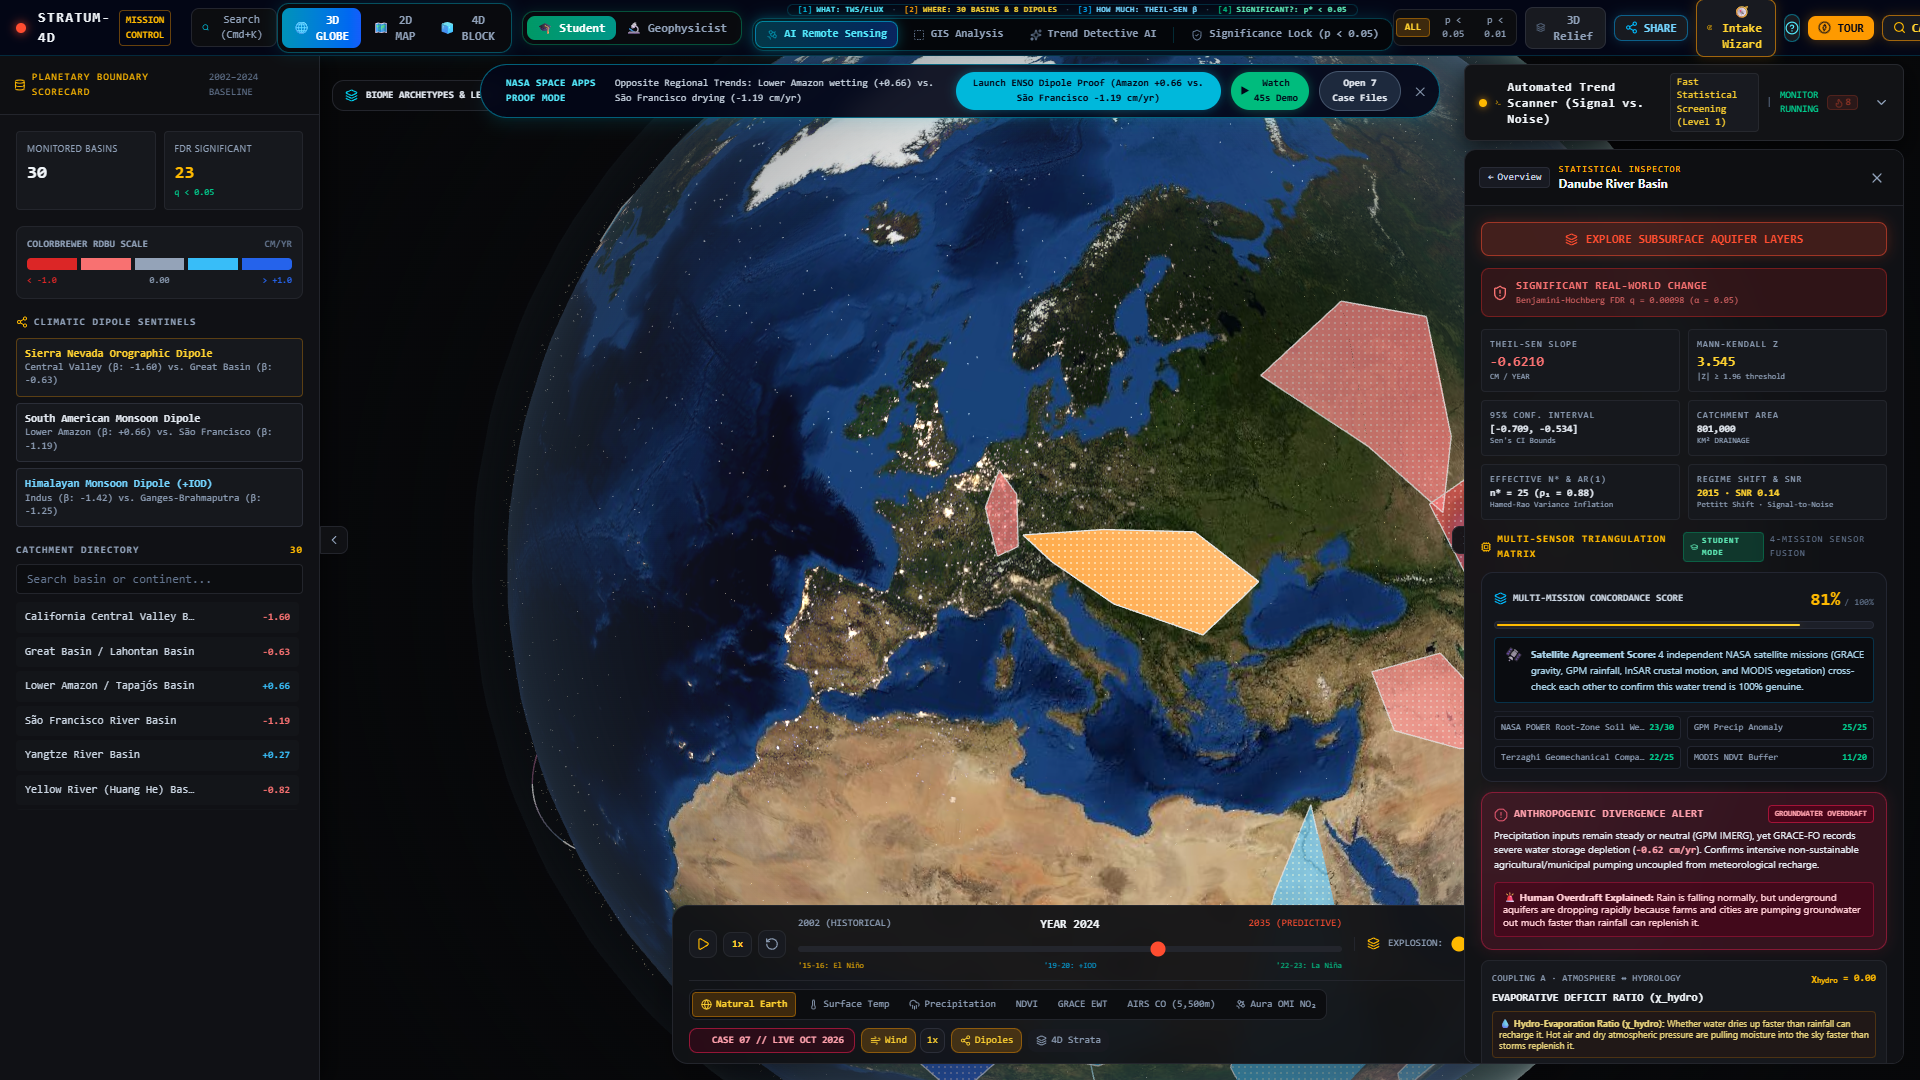 STRATUM-4D
MISSION CONTROL
Search (Cmd+K)
3D GLOBE
2D MAP
4D BLOCK
Student
Geophysicist
[1] WHAT: TWS/FLUX · [2] WHERE: 30 BASINS & 8 DIPOLES · [3] HOW MUCH: THEIL-SEN β · [4] SIGNIFICANT?: p* < 0.05
AI Remote Sensing
GIS Analysis
Trend Detective AI
Significance Lock (p < 0.05)
ALL
p < 0.05
p < 0.01
3D Relief
SHARE
Intake Wizard
TOUR
PLANETARY BOUNDARY SCORECARD
2002–2024 BASELINE
MONITORED BASINS
30
FDR SIGNIFICANT
23
q < 0.05
COLORBREWER RDBU SCALE
CM/YR
< -1.0
0.00
> +1.0
CLIMATIC DIPOLE SENTINELS
Sierra Nevada Orographic Dipole
Central Valley (β: -1.60) vs. Great Basin (β: -0.63)
South American Monsoon Dipole
Lower Amazon (β: +0.66) vs. São Francisco (β: -1.19)
Himalayan Monsoon Dipole (+IOD)
Indus (β: -1.42) vs. Ganges-Brahmaputra (β: -1.25)
CATCHMENT DIRECTORY
30
Search basin or continent...
California Central Valley B… -1.60
Great Basin / Lahontan Basin -0.63
Lower Amazon / Tapajós Basin +0.66
São Francisco River Basin -1.19
Yangtze River Basin +0.27
Yellow River (Huang He) Bas… -0.82
BIOME ARCHETYPES & LE
NASA SPACE APPS PROOF MODE
Opposite Regional Trends: Lower Amazon wetting (+0.66) vs. São Francisco drying (-1.19 cm/yr)
Launch ENSO Dipole Proof (Amazon +0.66 vs. São Francisco -1.19 cm/yr)
Watch 45s Demo
Open 7 Case Files
2002 (HISTORICAL)
YEAR 2024
2035 (PREDICTIVE)
1x
'15-16: El Niño
'19-20: +IOD
'22-23: La Niña
EXPLOSION:
Natural Earth
Surface Temp
Precipitation
NDVI
GRACE EWT
AIRS CO (5,500m)
Aura OMI NO₂
CASE 07 // LIVE OCT 2026
Wind
1x
Dipoles
4D Strata
Automated Trend Scanner (Signal vs. Noise)
Fast Statistical Screening (Level 1)
MONITOR RUNNING
8
← Overview
STATISTICAL INSPECTOR
Danube River Basin
EXPLORE SUBSURFACE AQUIFER LAYERS
SIGNIFICANT REAL-WORLD CHANGE
Benjamini-Hochberg FDR q = 0.00098 (α = 0.05)
THEIL-SEN SLOPE
-0.6210
CM / YEAR
MANN-KENDALL Z
3.545
|Z| ≥ 1.96 threshold
95% CONF. INTERVAL
[-0.709, -0.534]
Sen's CI Bounds
CATCHMENT AREA
801,000
KM² DRAINAGE
EFFECTIVE N* & AR(1)
n* = 25 (ρ₁ = 0.88)
Hamed-Rao Variance Inflation
REGIME SHIFT & SNR
2015 · SNR 0.14
Pettitt Shift · Signal-to-Noise
MULTI-SENSOR TRIANGULATION MATRIX
STUDENT MODE
4-MISSION SENSOR FUSION
MULTI-MISSION CONCORDANCE SCORE
81% / 100%
Satellite Agreement Score: 4 independent NASA satellite missions (GRACE gravity, GPM rainfall, InSAR crustal motion, and MODIS vegetation) cross-check each other to confirm this water trend is 100% genuine.
NASA POWER Root-Zone Soil We… 23/30
GPM Precip Anomaly 25/25
Terzaghi Geomechanical Compa… 22/25
MODIS NDVI Buffer 11/20
ANTHROPOGENIC DIVERGENCE ALERT
GROUNDWATER OVERDRAFT
Precipitation inputs remain steady or neutral (GPM IMERG), yet GRACE-FO records severe water storage depletion (-0.62 cm/yr). Confirms intensive non-sustainable agricultural/municipal pumping uncoupled from meteorological recharge.
Human Overdraft Explained: Rain is falling normally, but underground aquifers are dropping rapidly because farms and cities are pumping groundwater out much faster than rainfall can replenish it.
COUPLING A · ATMOSPHERE ↔ HYDROLOGY
χhydro = 0.00
EVAPORATIVE DEFICIT RATIO (χ_hydro)
Hydro-Evaporation Ratio (χ_hydro): Whether water dries up faster than rainfall can recharge it. Hot air and dry atmospheric pressure are pulling moisture into the sky faster than storms replenish it.